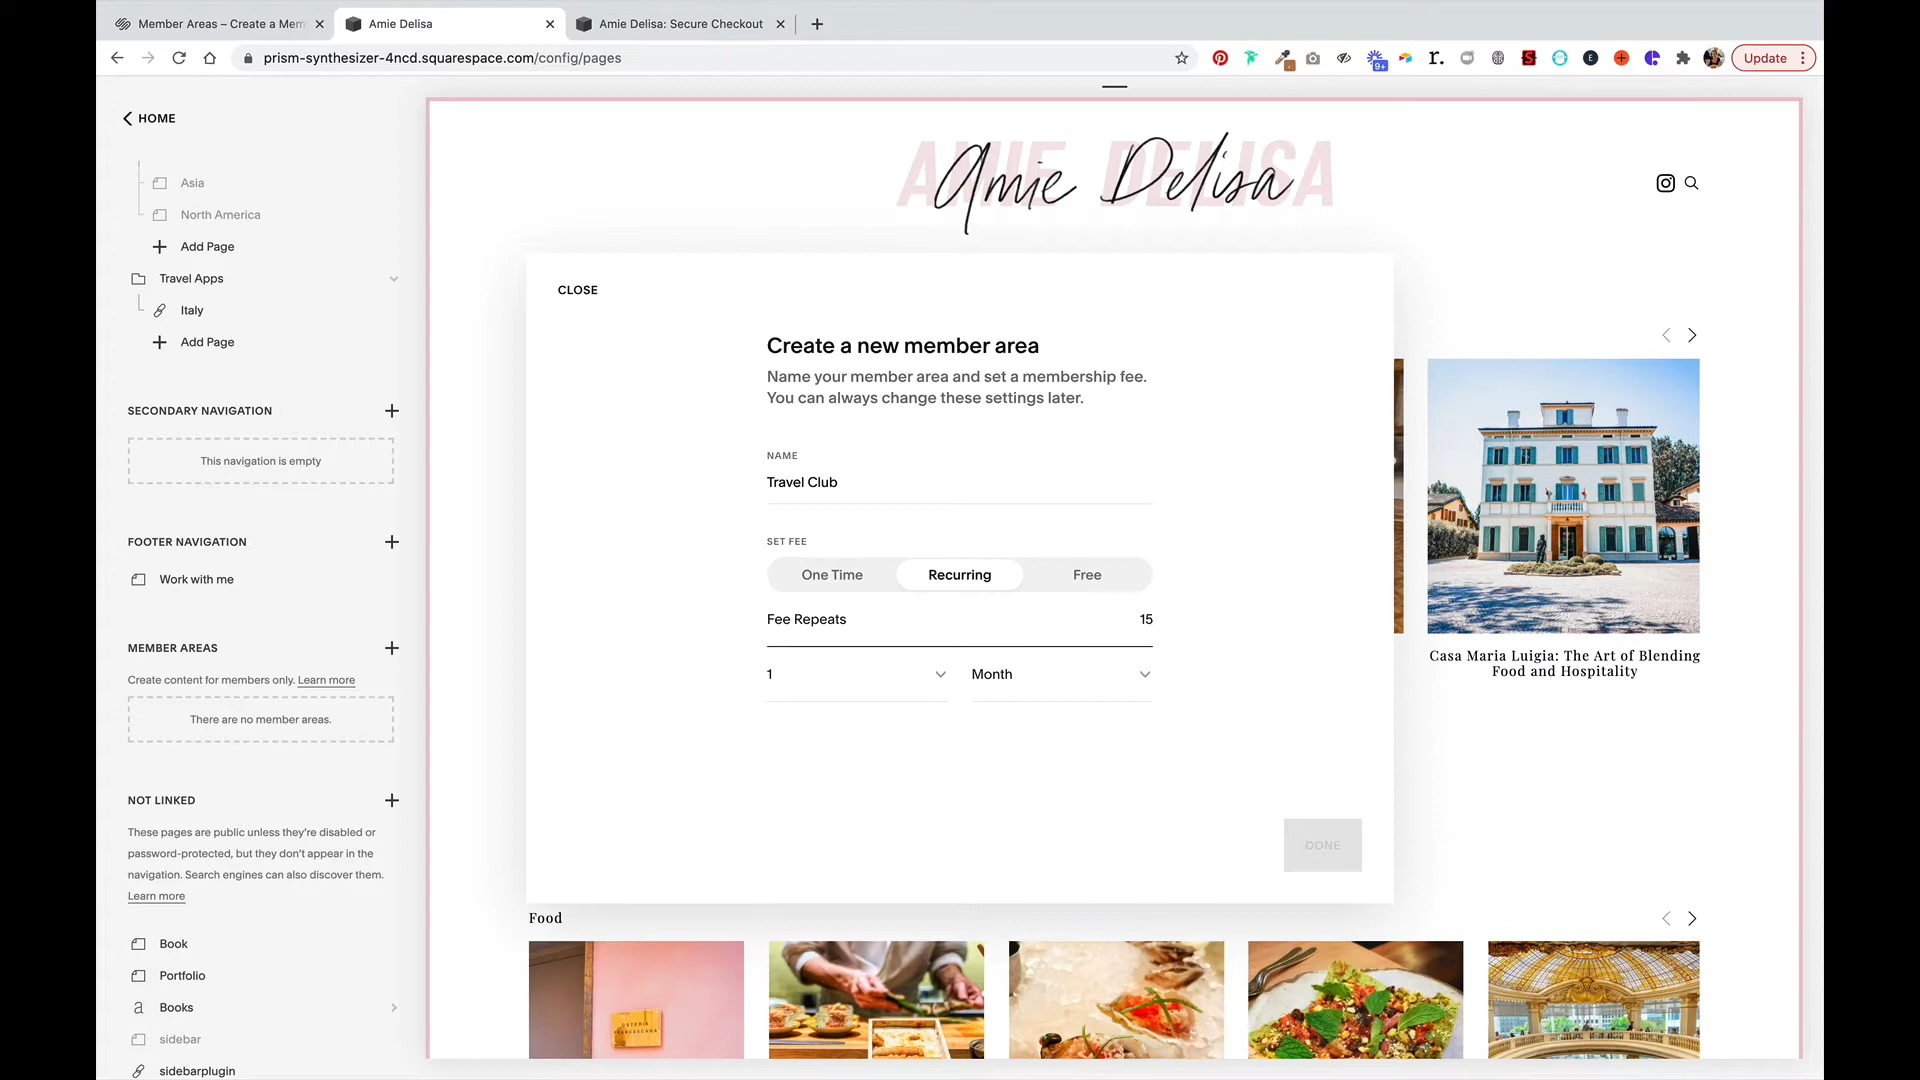 Member Areas – Create a Mem
Amie Delisa
Amie Delisa: Secure Checkout
prism-synthesizer-4ncd.squarespace.com/config/pages
9+
r.
S
E
Update
HOME
Asia
North America
Add Page
Travel Apps
Italy
Add Page
SECONDARY NAVIGATION
This navigation is empty
FOOTER NAVIGATION
Work with me
MEMBER AREAS
Create content for members only. Learn more
There are no member areas.
NOT LINKED
These pages are public unless they're disabled or
password-protected, but they don't appear in the
navigation. Search engines can also discover them.
Learn more
Book
Portfolio
a Books
sidebar
sidebarplugin
AMIE DELISA
Amie Delisa
CLOSE
Create a new member area
Name your member area and set a membership fee.
You can always change these settings later.
NAME
Travel Club
SET FEE
One Time Recurring Free
Fee Repeats 15
1 Month
DONE
Casa Maria Luigia: The Art of Blending
Food and Hospitality
Food
OSTERIA
FRANCESCANA